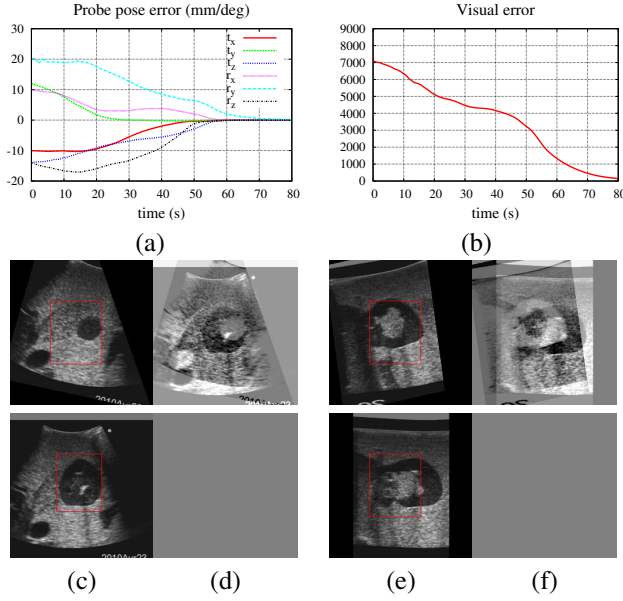 Probe pose error (mm/deg)
Visual error
20
10
0
-10
-20
0 10 20 30 40 50 60 70 80
time (s)
t_x
t_y
t_z
r_x
r_y
r_z
9000
8000
7000
6000
5000
4000
3000
2000
1000
0
0 10 20 30 40 50 60 70 80
time (s)
(a) (b)
(c) (d) (e) (f)